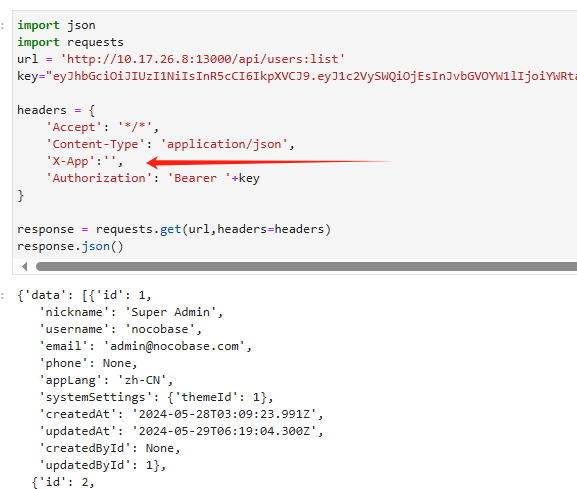 import json
import requests
url = 'http://10.17.26.8:13000/api/users:list'
key="eyJhbGciOiJIUzI1NiIsInR5cCI6IkpXVCJ9.eyJ1c2VySWQiOjEsInJvbGVOYW1lIjoiYWRta
headers = {
    'Accept': '*/*',
    'Content-Type': 'application/json',
    'X-App':'',
    'Authorization': 'Bearer '+key
}
response = requests.get(url,headers=headers)
response.json()
{'data': [{'id': 1,
   'nickname': 'Super Admin',
   'username': 'nocobase',
   'email': 'admin@nocobase.com',
   'phone': None,
   'appLang': 'zh-CN',
   'systemSettings': {'themeId': 1},
   'createdAt': '2024-05-28T03:09:23.991Z',
   'updatedAt': '2024-05-29T06:19:04.300Z',
   'createdById': None,
   'updatedById': 1},
  {'id': 2,